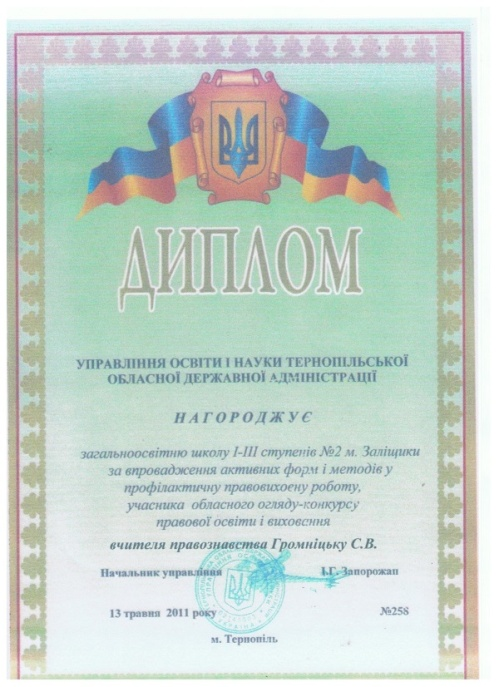 ДИПЛОМ
УПРАВЛІННЯ ОСВІТИ І НАУКИ ТЕРНОПІЛЬСЬКОЇ
ОБЛАСНОЇ ДЕРЖАВНОЇ АДМІНІСТРАЦІЇ
НАГОРОДЖУЄ
загальноосвітню школу І-ІІІ ступенів №2 м. Заліщики
за впровадження активних форм і методів у
профілактичну правовихоену роботу,
учасника обласного огляду-конкурсу
правової освіти і виховення
вчителя правознавства Громніцьку С.В.
Начальник управління І.Г. Запорожан
13 травня 2011 року №258
м. Тернопіль